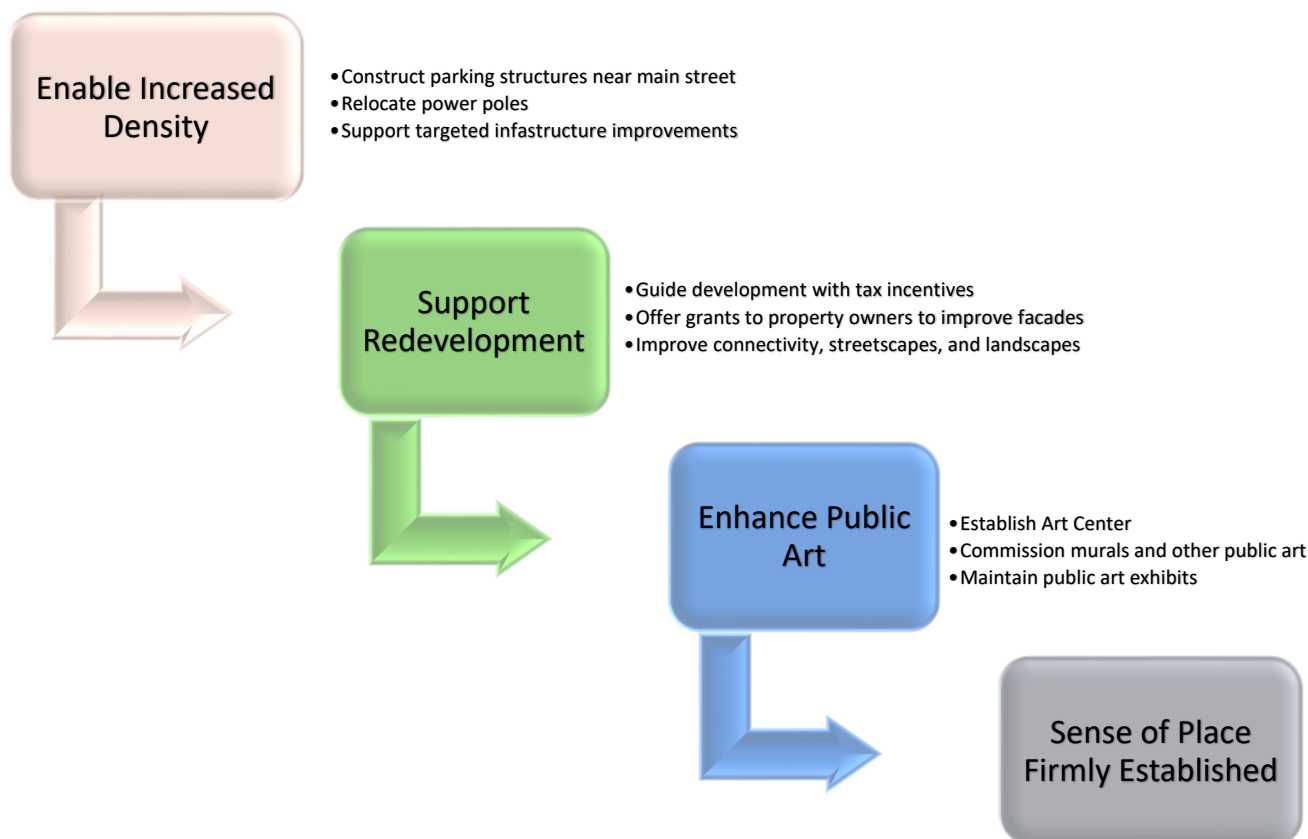 Enable Increased
Density
•Construct parking structures near main street
•Relocate power poles
•Support targeted infastructure improvements
Support
Redevelopment
•Guide development with tax incentives
•Offer grants to property owners to improve facades
•Improve connectivity, streetscapes, and landscapes
Enhance Public
Art
•Establish Art Center
•Commission murals and other public art
•Maintain public art exhibits
Sense of Place
Firmly Established